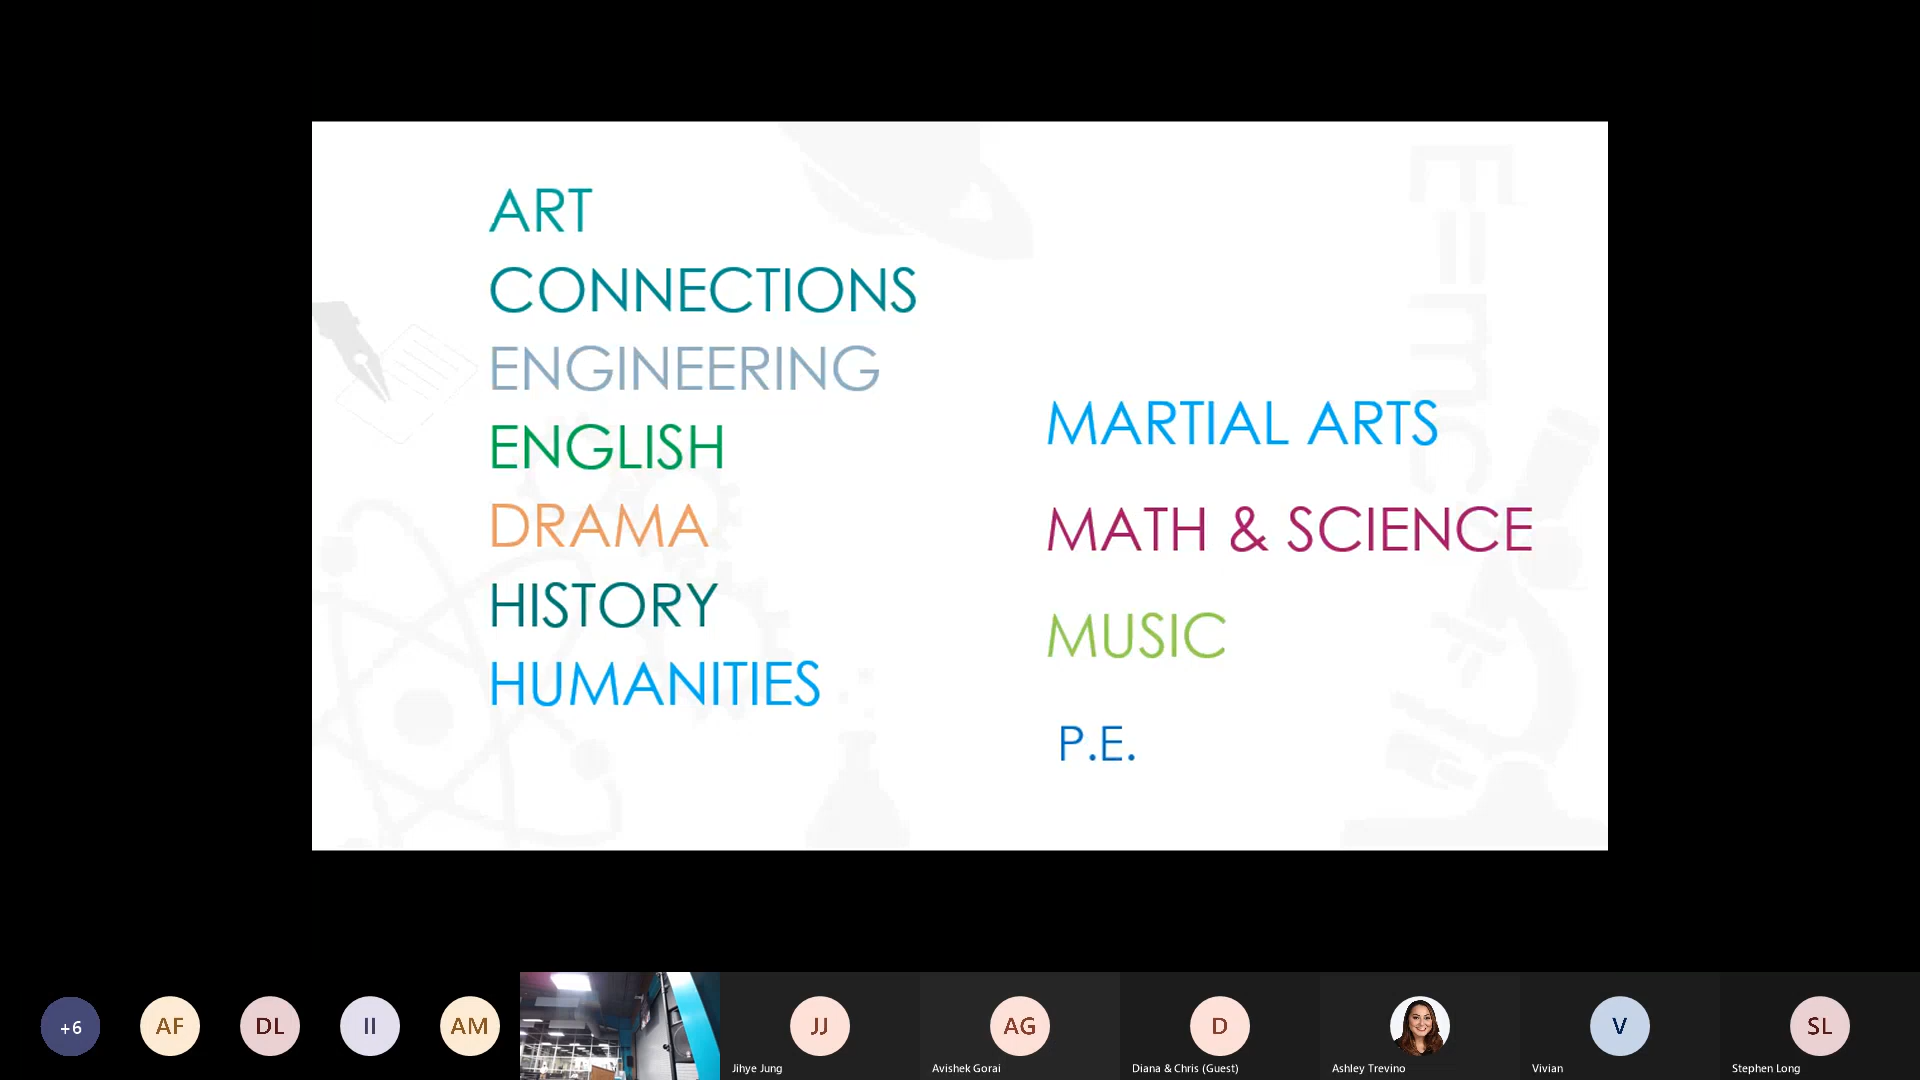 ART
CONNECTIONS
ENGINEERING
ENGLISH
DRAMA
HISTORY
HUMANITIES
MARTIAL ARTS
MATH & SCIENCE
MUSIC
P.E.
E=mc
+6
AF
DL
II
AM
JJ
Jihye Jung
AG
Avishek Gorai
D
Diana & Chris (Guest)
Ashley Trevino
V
Vivian
SL
Stephen Long